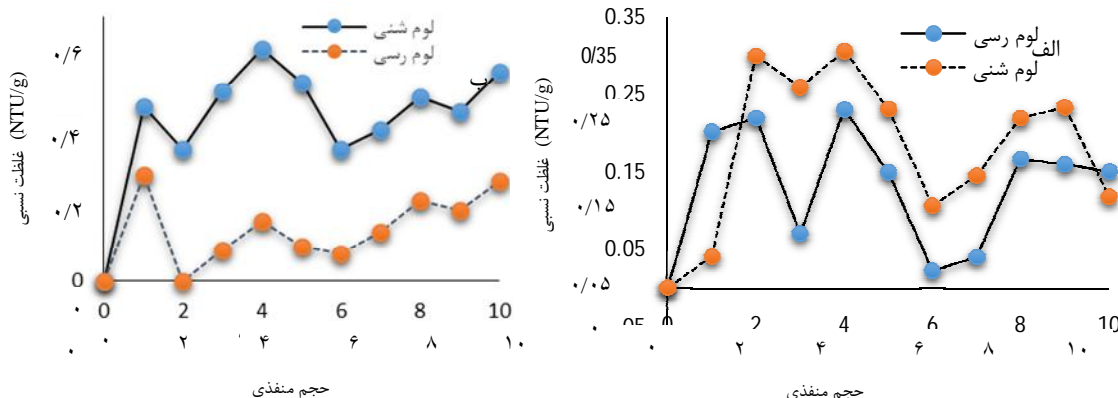 لوم رسی
لوم شنی
الف
غلظت نسبی (NTU/g)
0.35
0/35
0.25
۰/۲۵
0.15
۰/۱۵
0.05
۰/۰۵
۰
0 2 4 6 8 10
۰ ۲ ۴ ۶ ۸ ۱۰
حجم منفذی
لوم شنی
لوم رسی
ب
غلظت نسبی (NTU/g)
۰/۶
۰/۴
۰/۲
0
۰
0 2 4 6 8 10
۰ ۰ ۲ ۴ ۶ ۸ ۱۰
حجم منفذی